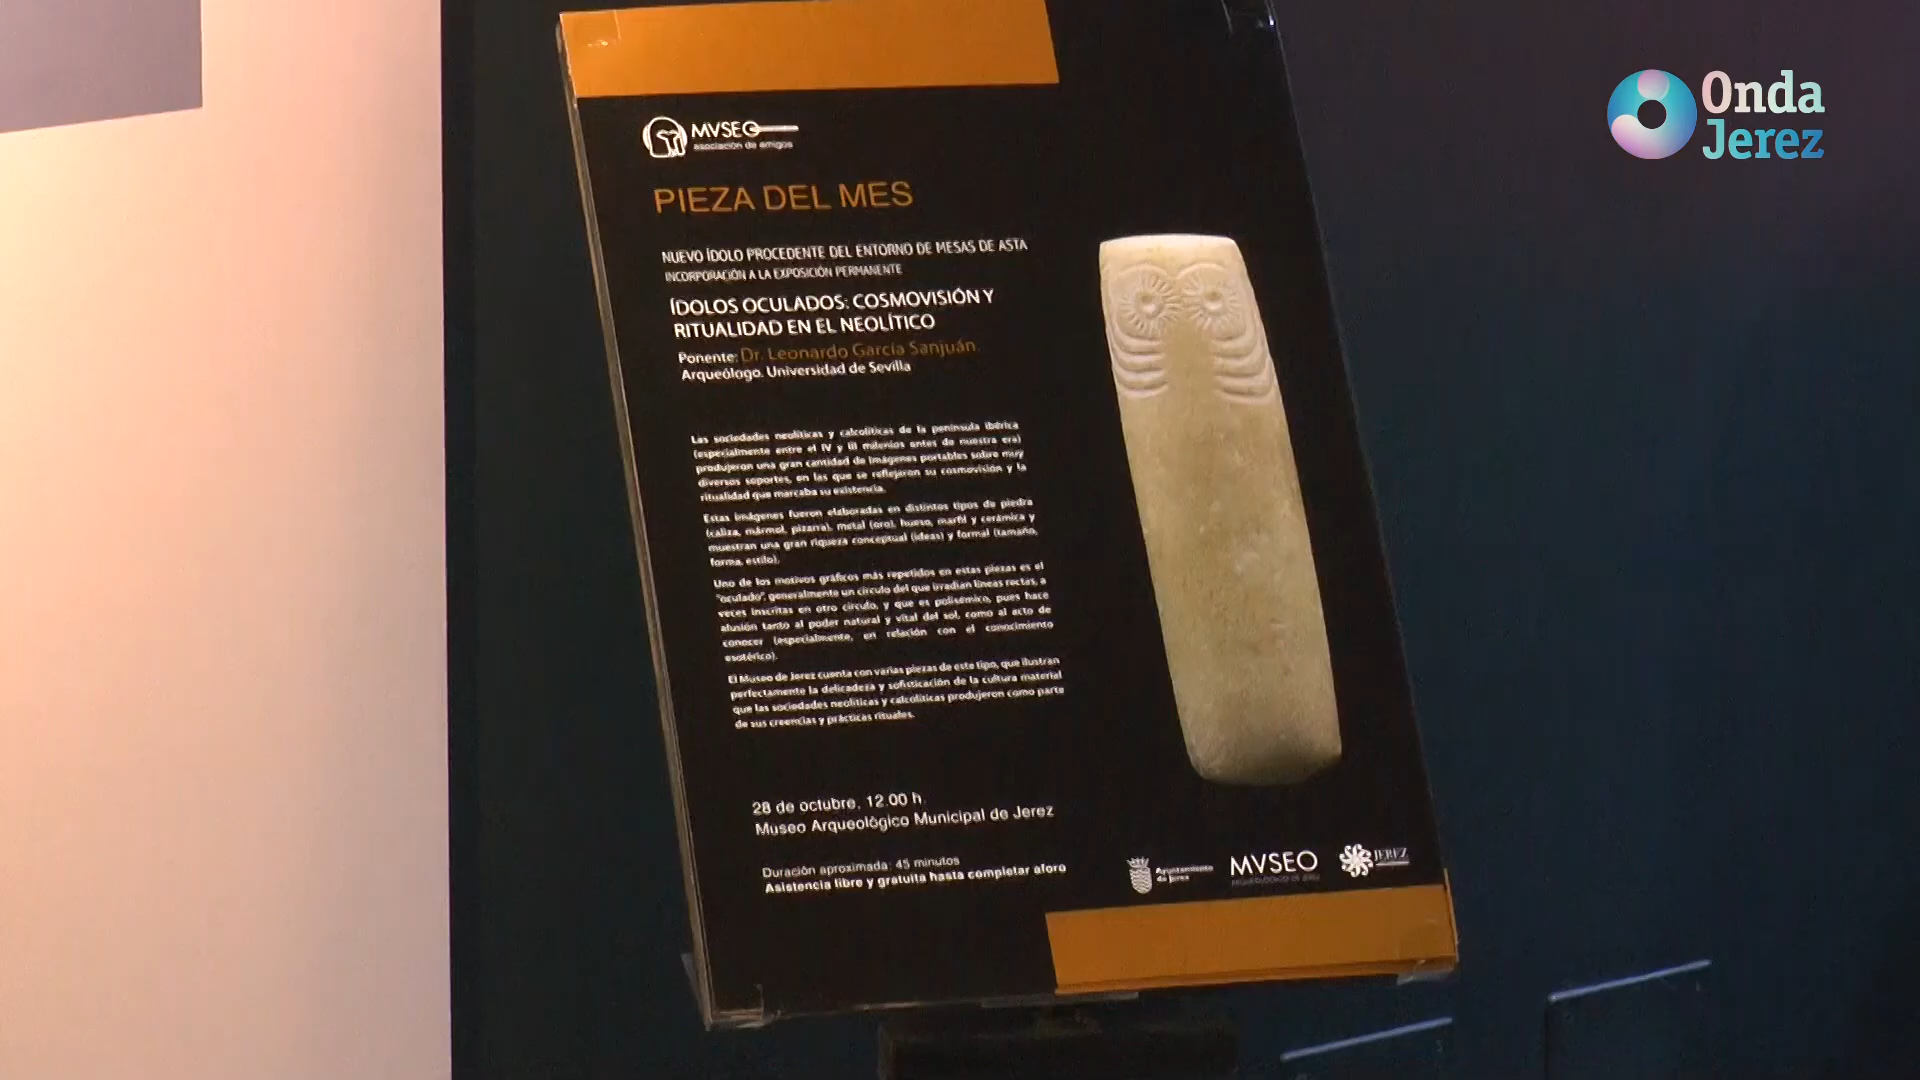 Onda
Jerez
MVSEO
asociación de amigos
PIEZA DEL MES
NUEVO ÍDOLO PROCEDENTE DEL ENTORNO DE MESAS DE ASTA
INCORPORACIÓN A LA EXPOSICIÓN PERMANENTE
ÍDOLOS OCULADOS: COSMOVISIÓN Y
RITUALIDAD EN EL NEOLÍTICO
Ponente: Dr. Leonardo García Sanjuán.
Arqueólogo. Universidad de Sevilla
Las sociedades neolíticas y calcolíticas de la península ibérica
(especialmente entre el IV y III milenios antes de nuestra era)
produjeron una gran cantidad de imágenes portables sobre muy
diversos soportes, en las que se reflejaron su cosmovisión y la
ritualidad que marcaba su existencia.
Estas imágenes fueron elaboradas en distintos tipos de piedra
(caliza, mármol, pizarra), metal (oro), hueso, marfil y cerámica y
muestran una gran riqueza conceptual (ideas) y formal (tamaño,
forma, estilo).
Uno de los motivos gráficos más repetidos en estas piezas es el
"oculado", generalmente un círculo del que irradian líneas rectas, a
veces inscritas en otro círculo, y que es polisémico, pues hace
alusión tanto al poder natural y vital del sol, como al acto de
conocer (especialmente, en relación con el conocimiento
esotérico).
El Museo de Jerez cuenta con varias piezas de este tipo, que ilustran
perfectamente la delicadeza y sofisticación de la cultura material
que las sociedades neolíticas y calcolíticas produjeron como parte
de sus creencias y prácticas rituales.
28 de octubre, 12.00 h.
Museo Arqueológico Municipal de Jerez
Duración aproximada: 45 minutos
Asistencia libre y gratuita hasta completar aforo
Ayuntamiento
de Jerez
MVSEO
ARQUEOLÓGICO DE JEREZ
JEREZ